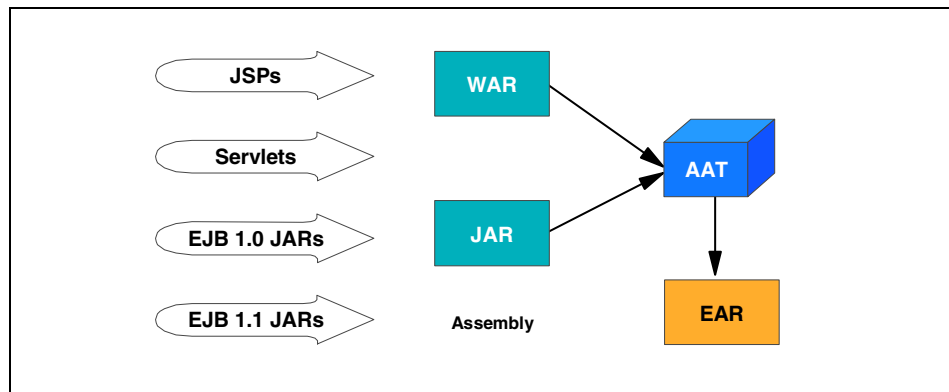 JSPs
WAR
Servlets
AAT
EJB 1.0 JARs
JAR
EJB 1.1 JARs
Assembly
EAR